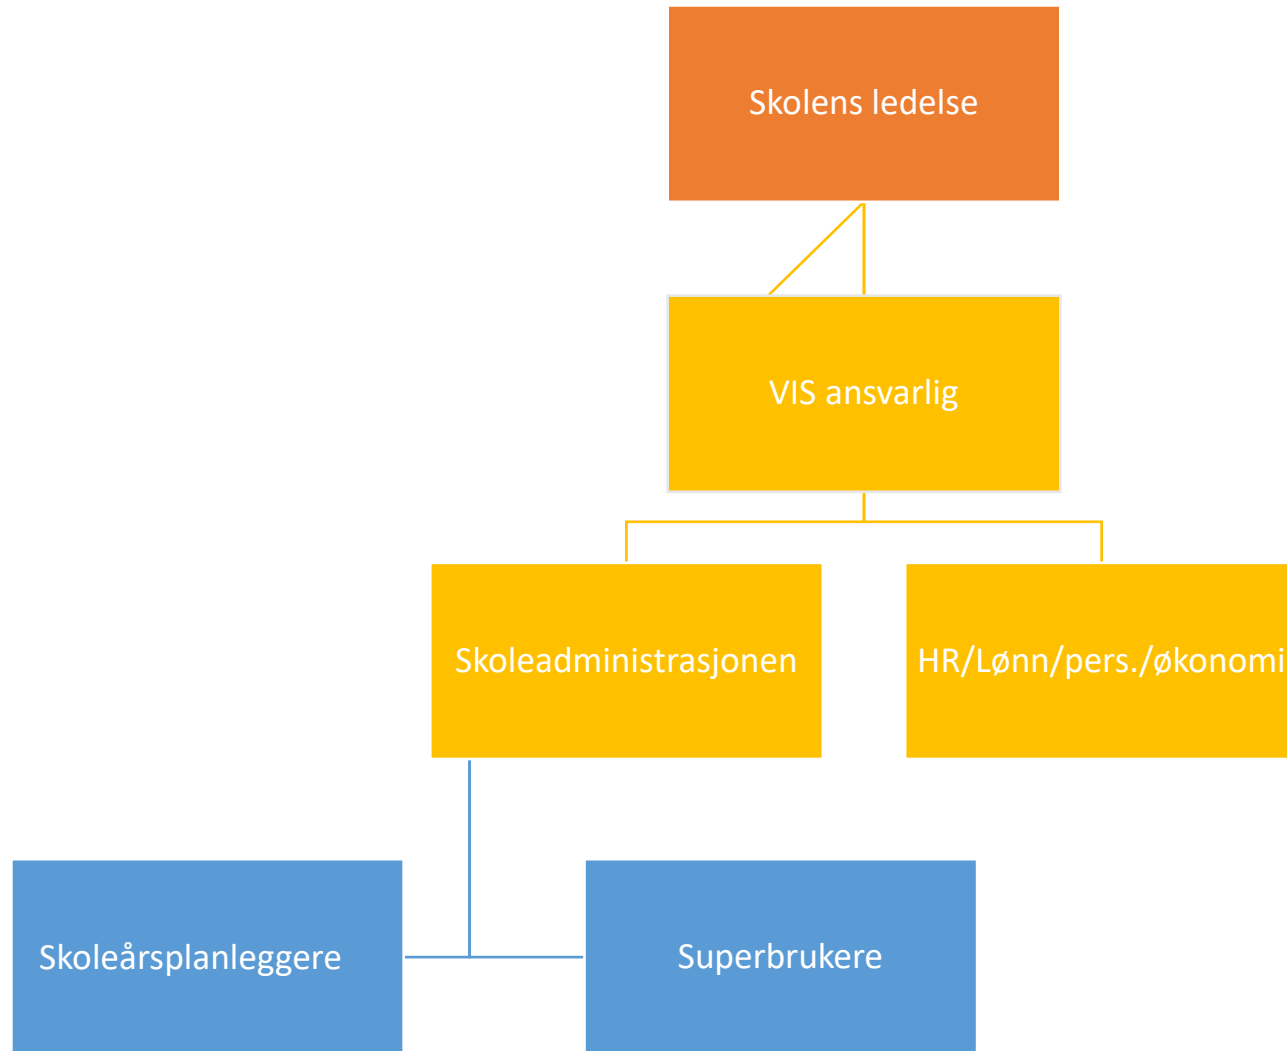 Skolens ledelse
VIS ansvarlig
Skoleadministrasjonen
HR/Lønn/pers./økonomi
Skoleårsplanleggere
Superbrukere